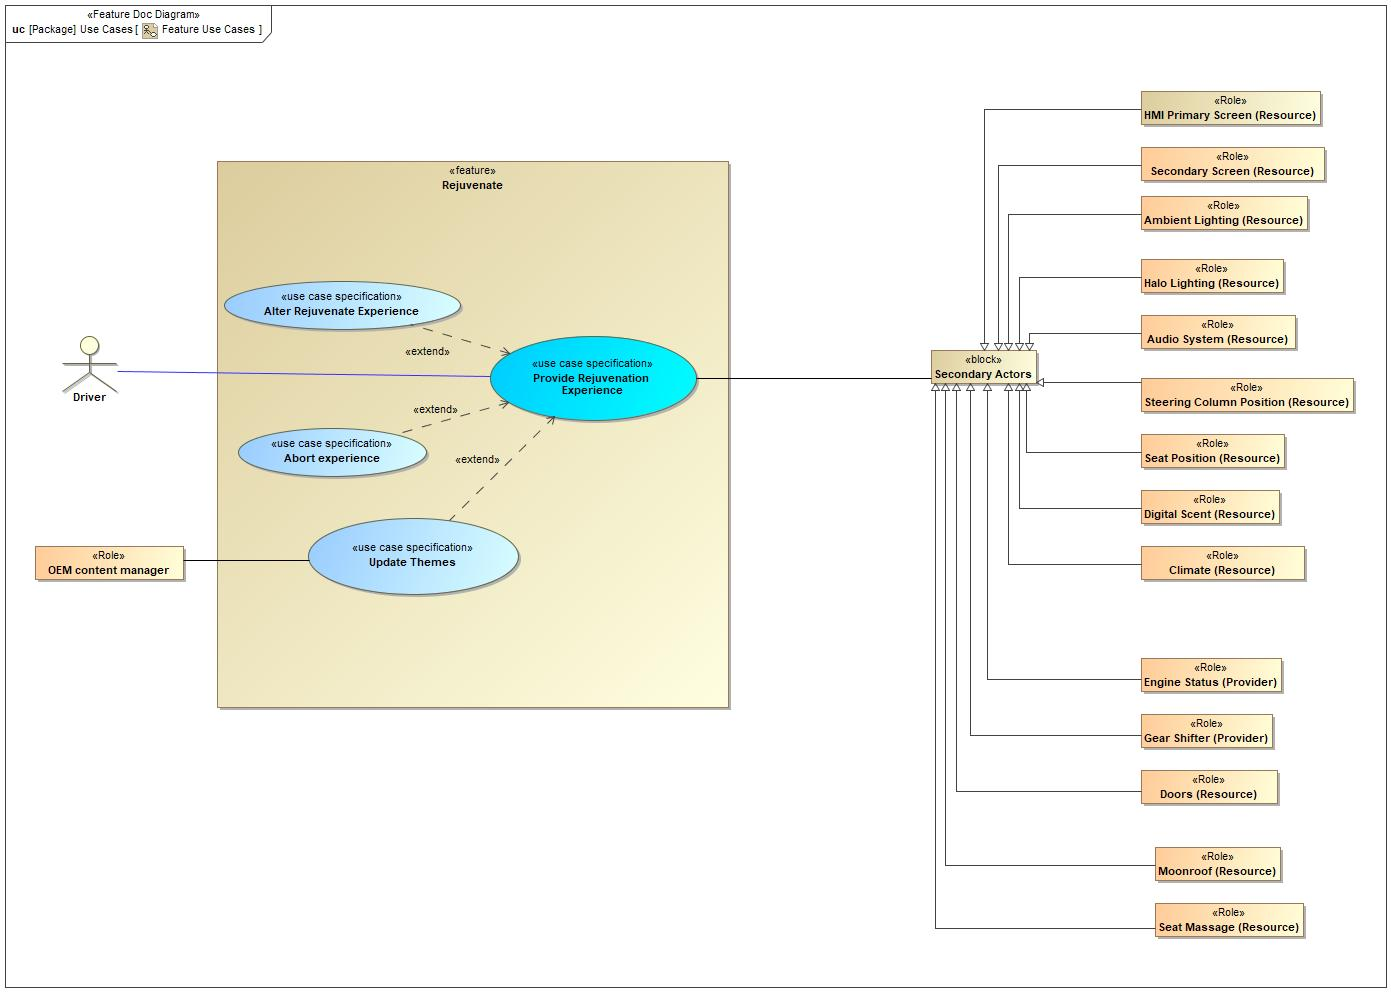 «Feature Doc Diagram»
uc [Package] Use Cases [ Feature Use Cases ]
«feature»
Rejuvenate
«use case specification»
Alter Rejuvenate Experience
«extend»
«use case specification»
Provide Rejuvenation
Experience
Driver
«extend»
«use case specification»
Abort experience
«extend»
«use case specification»
Update Themes
«Role»
OEM content manager
«block»
Secondary Actors
«Role»
HMI Primary Screen (Resource)
«Role»
Secondary Screen (Resource)
«Role»
Ambient Lighting (Resource)
«Role»
Halo Lighting (Resource)
«Role»
Audio System (Resource)
«Role»
Steering Column Position (Resource)
«Role»
Seat Position (Resource)
«Role»
Digital Scent (Resource)
«Role»
Climate (Resource)
«Role»
Engine Status (Provider)
«Role»
Gear Shifter (Provider)
«Role»
Doors (Resource)
«Role»
Moonroof (Resource)
«Role»
Seat Massage (Resource)